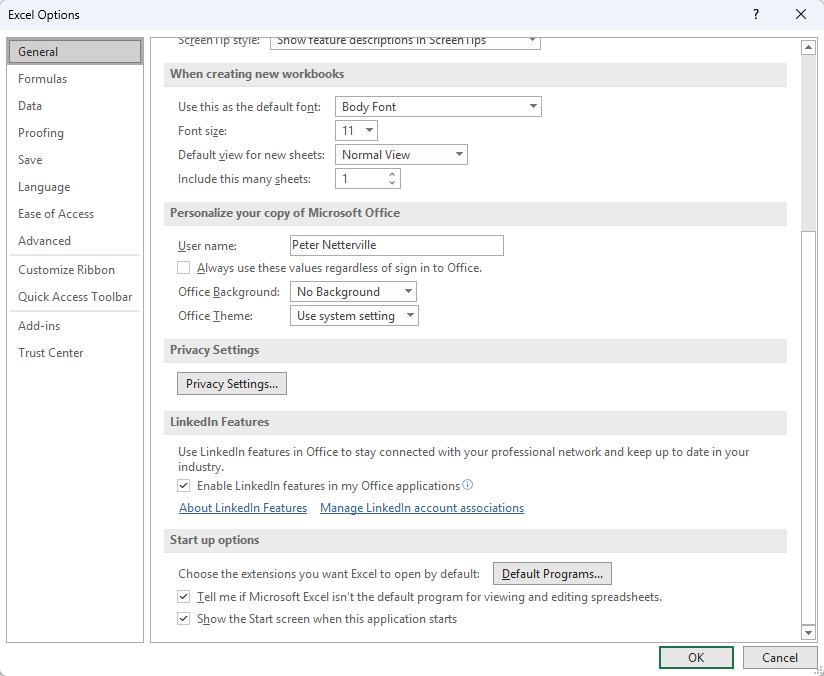 Excel Options
General
Formulas
Data
Proofing
Save
Language
Ease of Access
Advanced
Customize Ribbon
Quick Access Toolbar
Add-ins
Trust Center
ScreenTip style: Show feature descriptions in ScreenTips
When creating new workbooks
Use this as the default font: Body Font
Font size: 11
Default view for new sheets: Normal View
Include this many sheets: 1
Personalize your copy of Microsoft Office
User name: Peter Netterville
Always use these values regardless of sign in to Office.
Office Background: No Background
Office Theme: Use system setting
Privacy Settings
Privacy Settings...
LinkedIn Features
Use LinkedIn features in Office to stay connected with your professional network and keep up to date in your
industry.
Enable LinkedIn features in my Office applications
About LinkedIn Features Manage LinkedIn account associations
Start up options
Choose the extensions you want Excel to open by default: Default Programs...
Tell me if Microsoft Excel isn't the default program for viewing and editing spreadsheets.
Show the Start screen when this application starts
OK Cancel